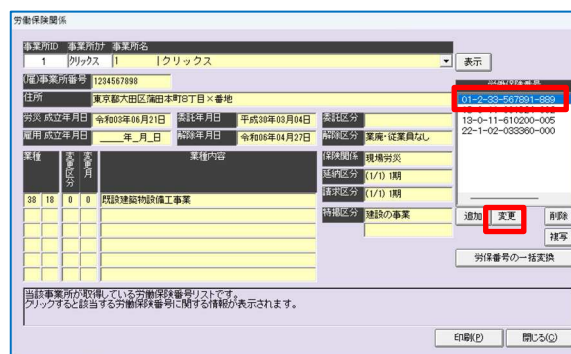 労働保険関係
事業所ID 事業所カナ 事業所名
1 クリックス 1 クリックス 表示
(雇)事業所番号 1234567898
住所 東京都大田区蒲田本町8丁目×番地
01-2-33-567891-889
13-0-11-610200-005
22-1-02-033360-000
労災 成立年月日 令和03年06月21日 委託年月日 平成30年03月04日 委託区分
雇用 成立年月日 __年_月_日 解除年月日 令和06年04月27日 解除区分 業廃・従業員なし
業種 変更区分 変更月 業種内容 保険関係 現場労災
延納区分 (1/1) 1期
請求区分 (1/1) 1期
38 18 0 0 既設建築物設備工事業
特掲区分 建設の事業
追加 変更 削除
複写
労保番号の一括変換
当該事業所が取得している労働保険番号リストです。
クリックすると該当する労働保険番号に関する情報が表示されます。
印刷(P) 閉じる(C)